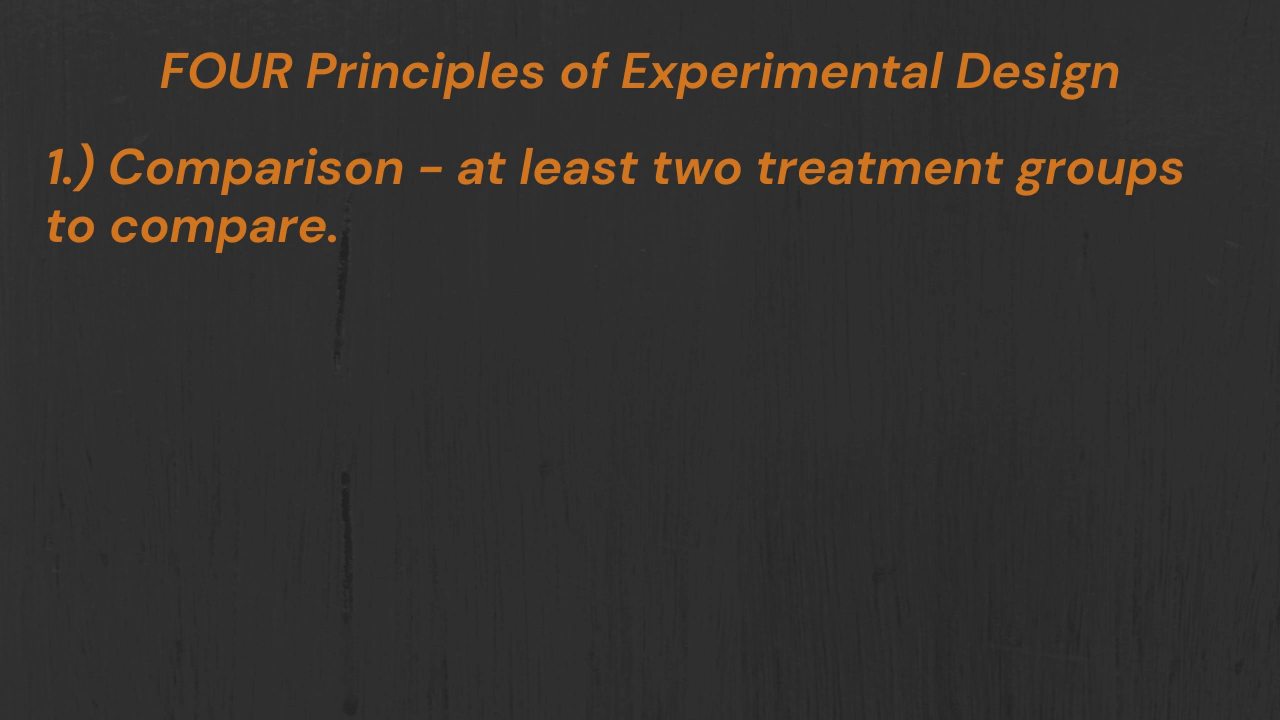 FOUR Principles of Experimental Design
1.) Comparison - at least two treatment groups
to compare.